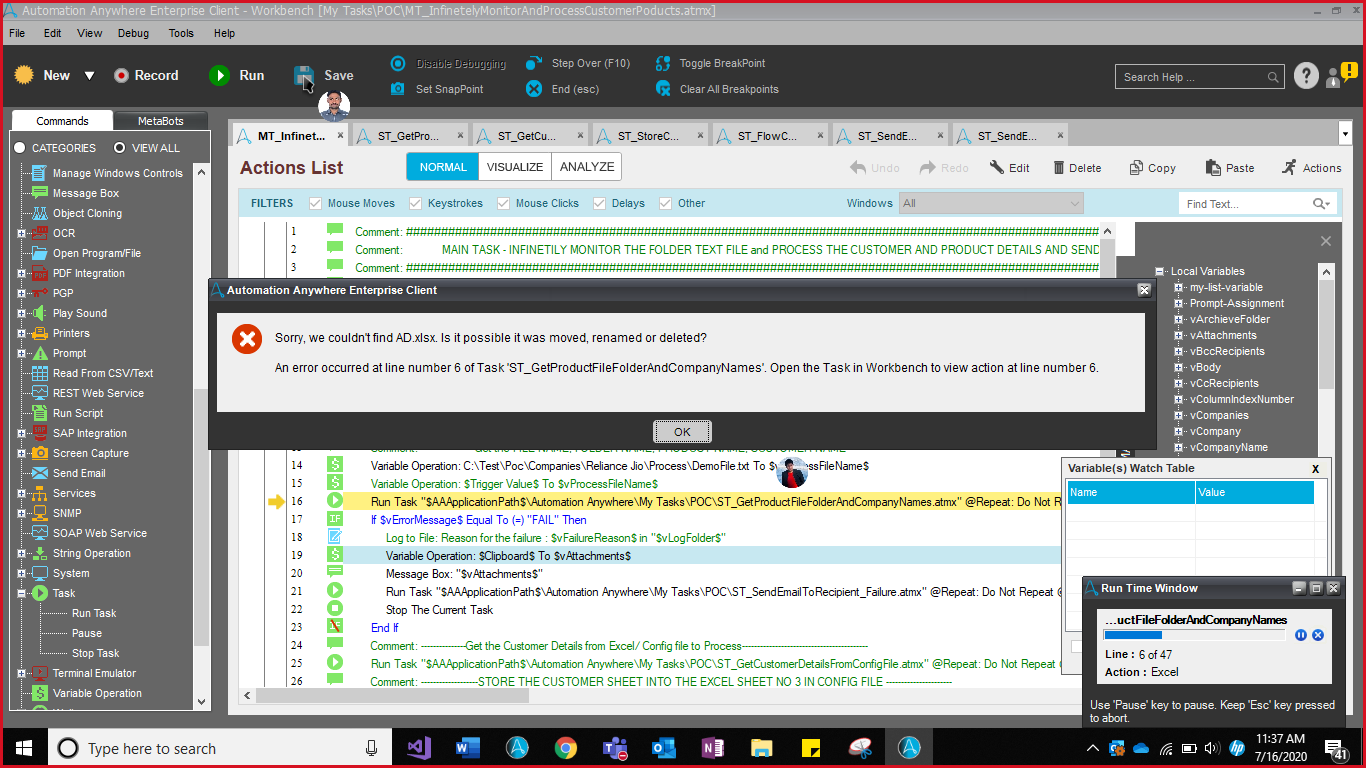 Automation Anywhere Enterprise Client - Workbench [My Tasks\POC\MT_InfinetelyMonitorAndProcessCustomerPoducts.atmx]
File Edit View Debug Tools Help
New Record Run Save
Disable Debugging Step Over (F10) Toggle BreakPoint
Set SnapPoint End (esc) Clear All Breakpoints
Search Help ...
Commands MetaBots
CATEGORIES VIEW ALL
Manage Windows Controls
Message Box
Object Cloning
OCR
Open Program/File
PDF Integration
PGP
Play Sound
Printers
Prompt
Read From CSV/Text
REST Web Service
Run Script
SAP Integration
Screen Capture
Send Email
Services
SNMP
SOAP Web Service
String Operation
System
Task
Run Task
Pause
Stop Task
Terminal Emulator
Variable Operation
MT_Infinet... ST_GetPro... ST_GetCu... ST_StoreC... ST_FlowC... ST_SendE... ST_SendE...
Actions List NORMAL VISUALIZE ANALYZE Undo Redo Edit Delete Copy Paste Actions
FILTERS Mouse Moves Keystrokes Mouse Clicks Delays Other Windows All Find Text...
2 Comment: MAIN TASK - INFINETILY MONITOR THE FOLDER TEXT FILE and PROCESS THE CUSTOMER AND PRODUCT DETAILS AND SEND
Automation Anywhere Enterprise Client
Sorry, we couldn't find AD.xlsx. Is it possible it was moved, renamed or deleted?
An error occurred at line number 6 of Task 'ST_GetProductFileFolderAndCompanyNames'. Open the Task in Workbench to view action at line number 6.
OK
14 Variable Operation: C:\Test\Poc\Companies\Reliance Jio\Process\DemoFile.txt To
15 Variable Operation: $Trigger Value$ To $vProcessFileName$
16 Run Task "$AAApplicationPath$\Automation Anywhere\My Tasks\POC\ST_GetProductFileFolderAndCompanyNames.atmx" @Repeat: Do Not R
17 If $vErrorMessage$ Equal To (=) "FAIL" Then
18 Log to File: Reason for the failure : $vFailureReason$ in "$vLogFolder$"
19 Variable Operation: $Clipboard$ To $vAttachments$
20 Message Box: "$vAttachments$"
21 Run Task "$AAApplicationPath$\Automation Anywhere\My Tasks\POC\ST_SendEmailToRecipient_Failure.atmx" @Repeat: Do Not Repeat
22 Stop The Current Task
23 End If
24 Comment: --------------Get the Customer Details from Excel/ Config file to Process----------------------------------------
25 Run Task "$AAApplicationPath$\Automation Anywhere\My Tasks\POC\ST_GetCustomerDetailsFromConfigFile.atmx" @Repeat: Do Not Repeat
26 Comment: ------------------STORE THE CUSTOMER SHEET INTO THE EXCEL SHEET NO 3 IN CONFIG FILE ---------------------
Local Variables
my-list-variable
Prompt-Assignment
vArchieveFolder
vAttachments
vBccRecipients
vBody
vCcRecipients
vColumnIndexNumber
vCompanies
vCompany
vCompanyName
Variable(s) Watch Table X
Name Value
Run Time Window
...uctFileFolderAndCompanyNames
Line : 6 of 47
Action : Excel
Use 'Pause' key to pause. Keep 'Esc' key pressed
to abort.
Type here to search
11:37 AM
7/16/2020
41